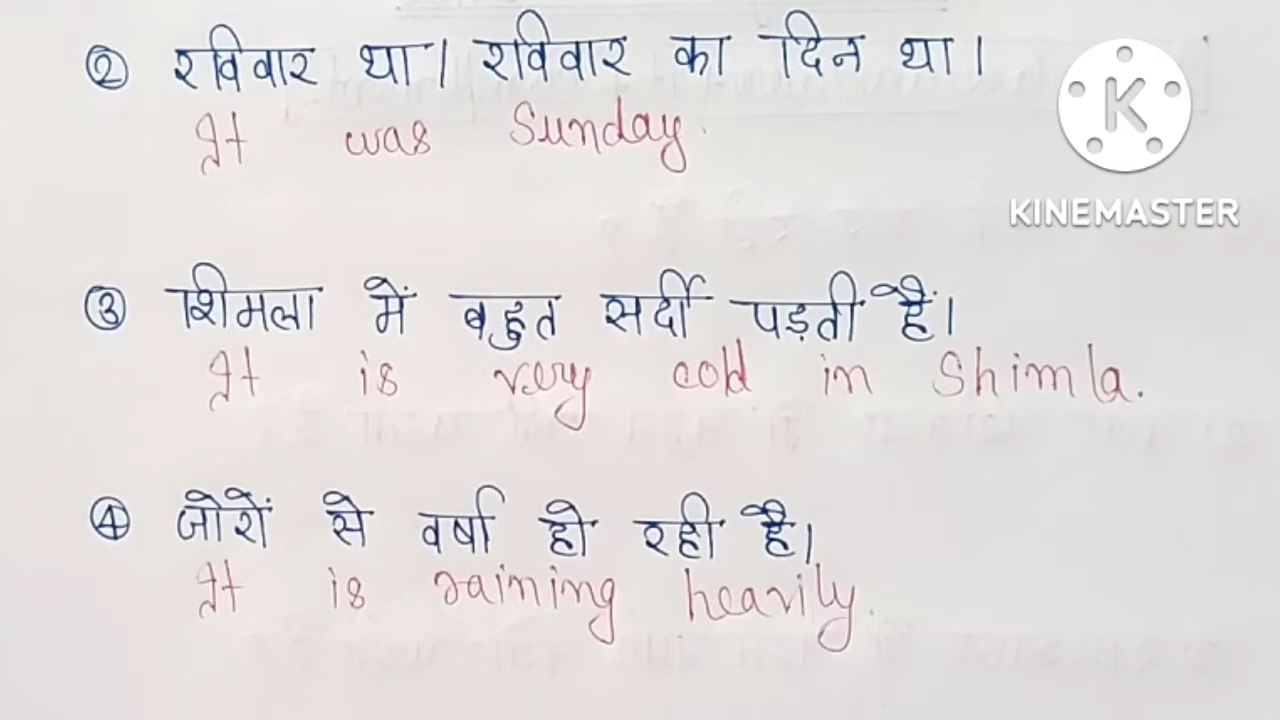 ② रविवार था। रविवार का दिन था।
It was Sunday.
K
KINEMASTER
③ शिमला में बहुत सर्दी पड़ती हैं।
It is very cold in Shimla.
④ जोरों से वर्षा हो रही है।
It is raining heavily.